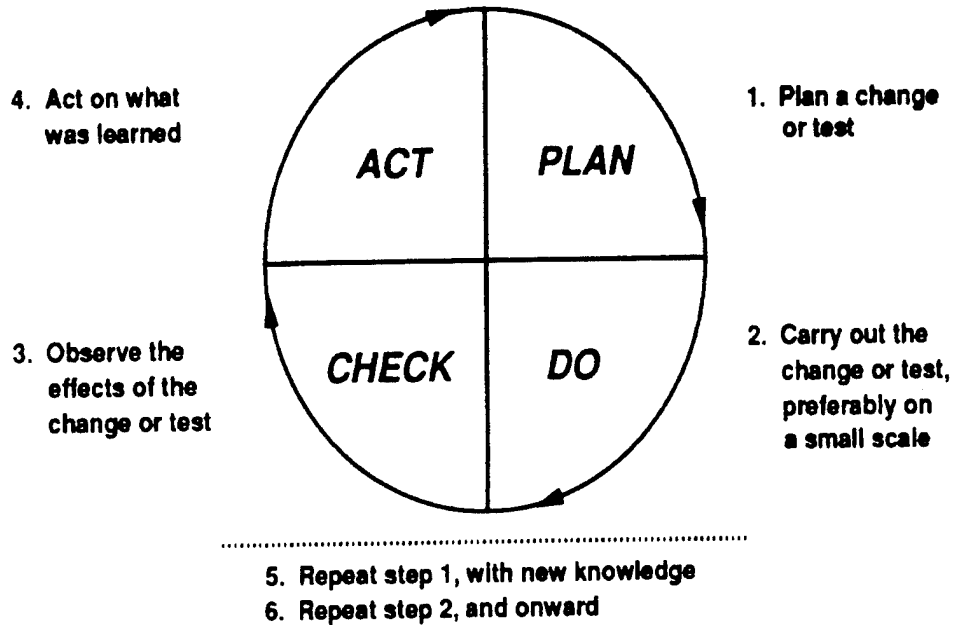 ACT
PLAN
CHECK
DO
1. Plan a change
or test
2. Carry out the
change or test,
preferably on
a small scale
3. Observe the
effects of the
change or test
4. Act on what
was learned
5. Repeat step 1, with new knowledge
6. Repeat step 2, and onward